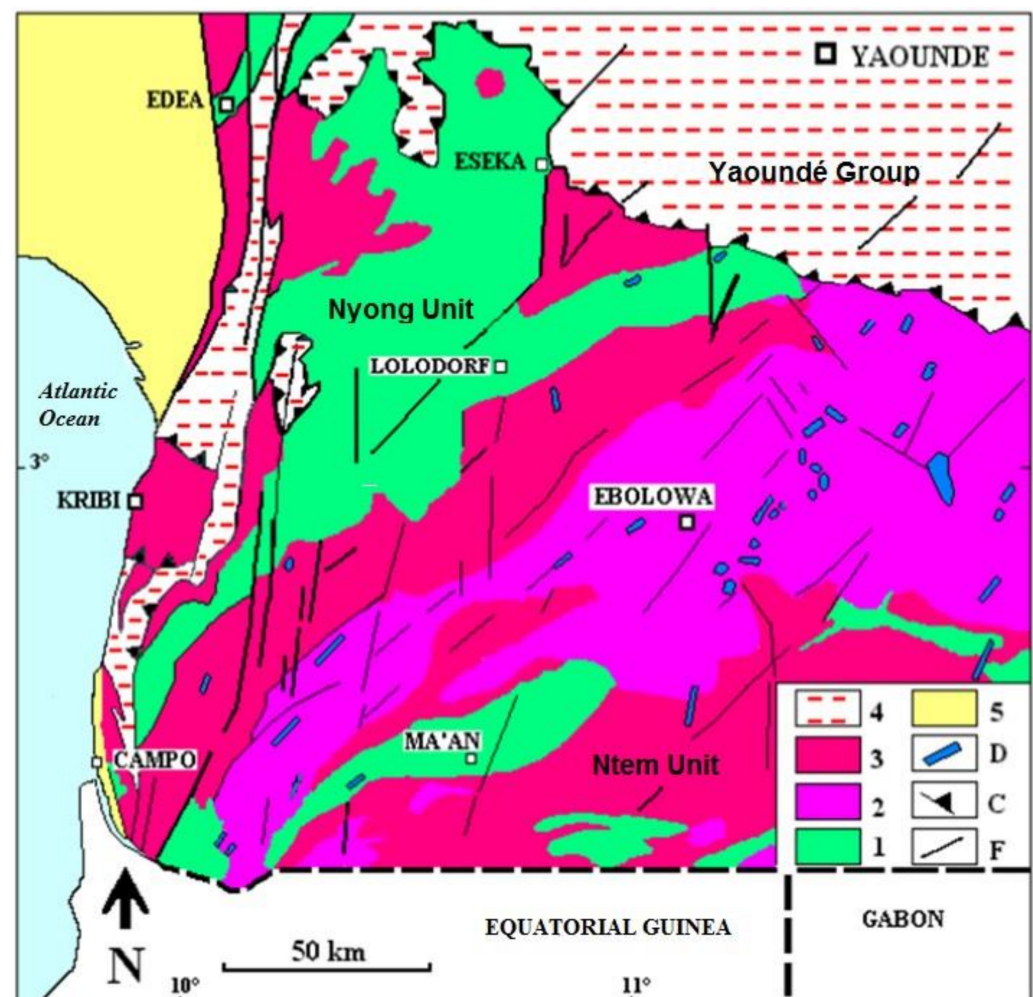 YAOUNDE
EDEA
ESEKA
Yaoundé Group
Nyong Unit
LOLODORF
Atlantic
Ocean
3°
KRIBI
EBOLOWA
4
5
MA'AN
CAMPO
3
D
Ntem Unit
2
C
1
F
EQUATORIAL GUINEA
GABON
N
50 km
10°
11°